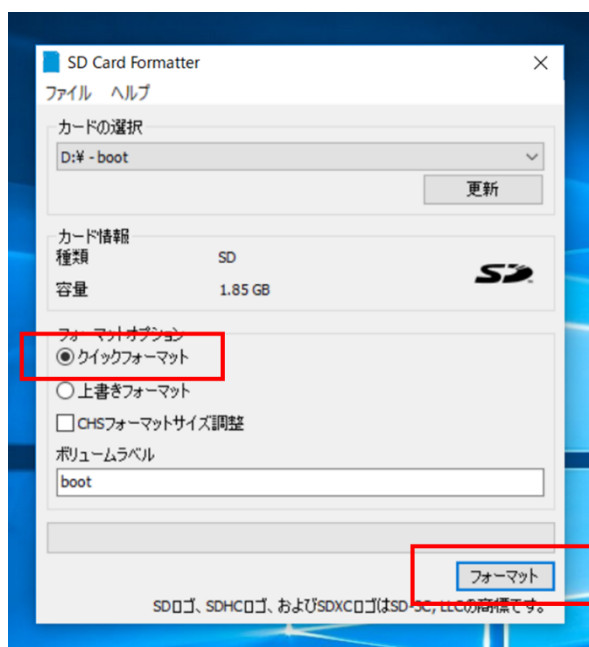 SD Card Formatter
ファイル ヘルプ
カードの選択
D:¥ - boot
更新
カード情報
種類 SD
容量 1.85 GB
SD
フォーマットオプション
クイックフォーマット
上書きフォーマット
CHSフォーマットサイズ調整
ボリュームラベル
boot
フォーマット
SDロゴ、SDHCロゴ、およびSDXCロゴはSD-3C, LLCの商標です。